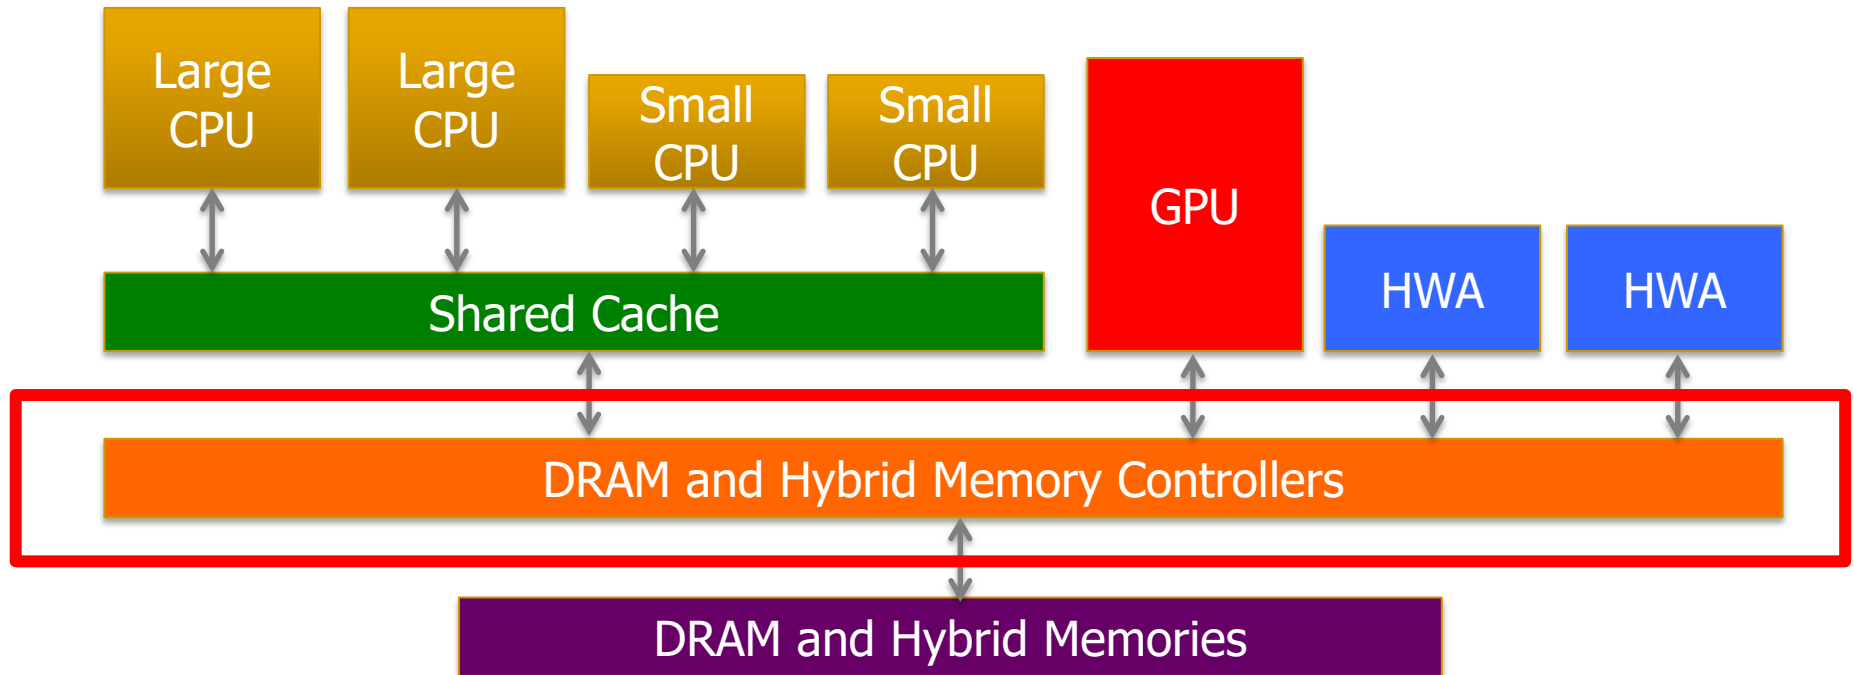 Large
CPU
Large
CPU
Small
CPU
Small
CPU
GPU
HWA
HWA
Shared Cache
DRAM and Hybrid Memory Controllers
DRAM and Hybrid Memories